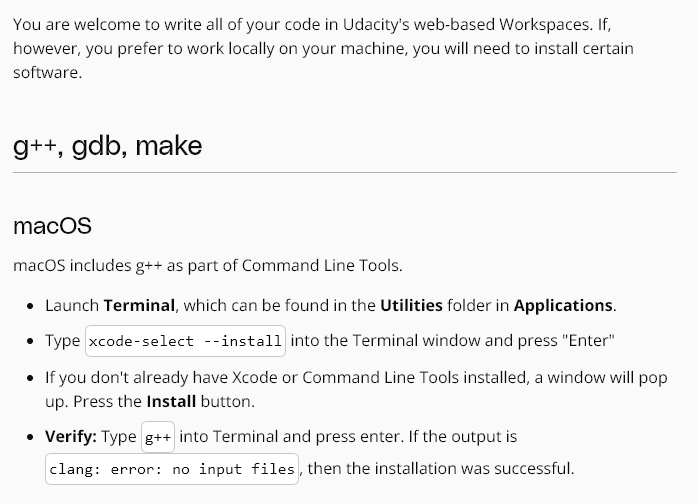 You are welcome to write all of your code in Udacity's web-based Workspaces. If,
however, you prefer to work locally on your machine, you will need to install certain
software.
g++, gdb, make
macOS
macOS includes g++ as part of Command Line Tools.
• Launch Terminal, which can be found in the Utilities folder in Applications.
• Type xcode-select --install into the Terminal window and press "Enter"
• If you don't already have Xcode or Command Line Tools installed, a window will pop
up. Press the Install button.
• Verify: Type g++ into Terminal and press enter. If the output is
clang: error: no input files, then the installation was successful.